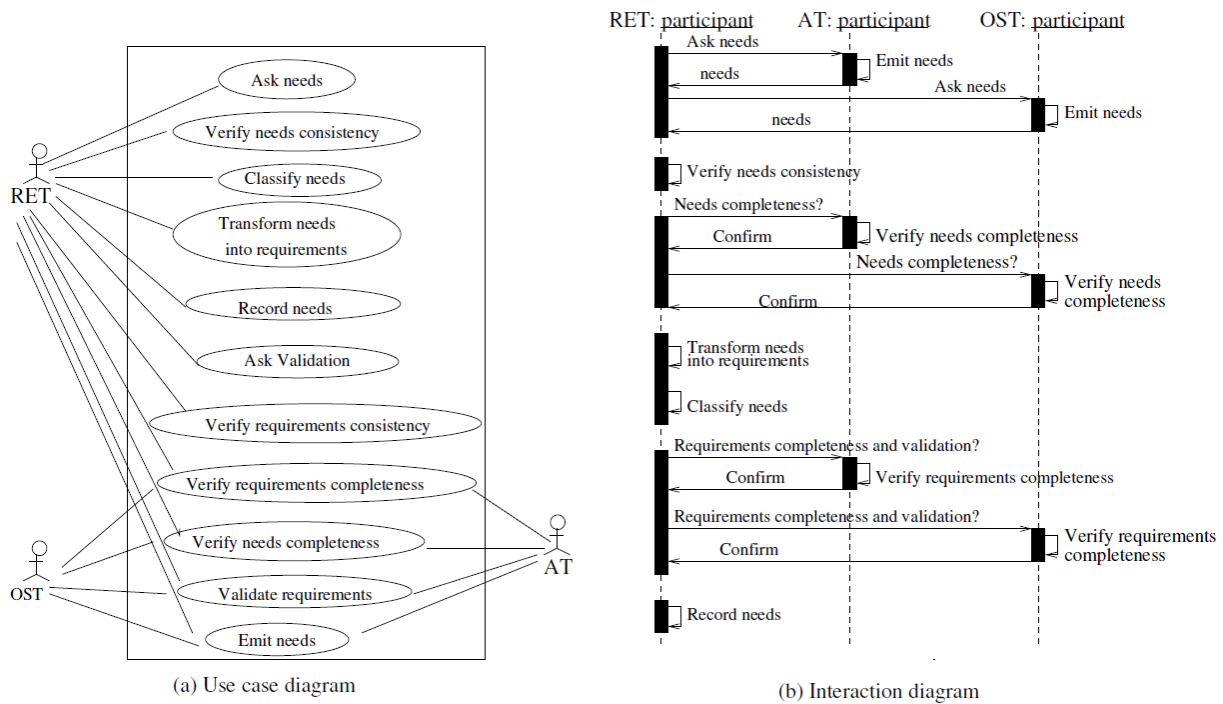 Ask needs
Verify needs consistency
Classify needs
RET
Transform needs
into requirements
Record needs
Ask Validation
Verify requirements consistency
Verify requirements completeness
Verify needs completeness
AT
OST
Validate requirements
Emit needs
(a) Use case diagram
RET: participant
AT: participant
OST: participant
Ask needs
Emit needs
needs
Ask needs
Emit needs
needs
Verify needs consistency
Needs completeness?
Verify needs completeness
Confirm
Needs completeness?
Verify needs
completeness
Confirm
Transform needs
into requirements
Classify needs
Requirements completeness and validation?
Verify requirements completeness
Confirm
Requirements completeness and validation?
Verify requirements
completeness
Confirm
Record needs
(b) Interaction diagram